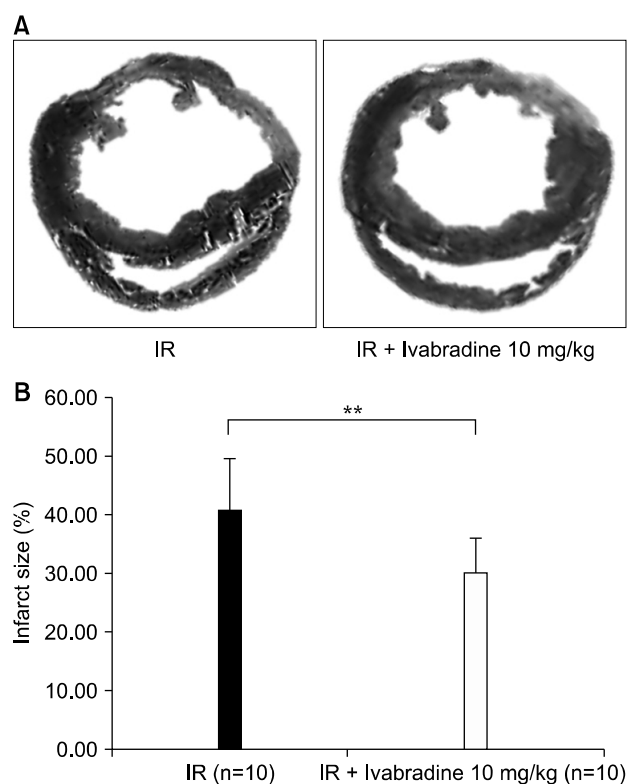 A
IR
IR + Ivabradine 10 mg/kg
B
60.00
50.00
40.00
30.00
20.00
10.00
0.00
Infarct size (%)
**
IR (n=10)
IR + Ivabradine 10 mg/kg (n=10)